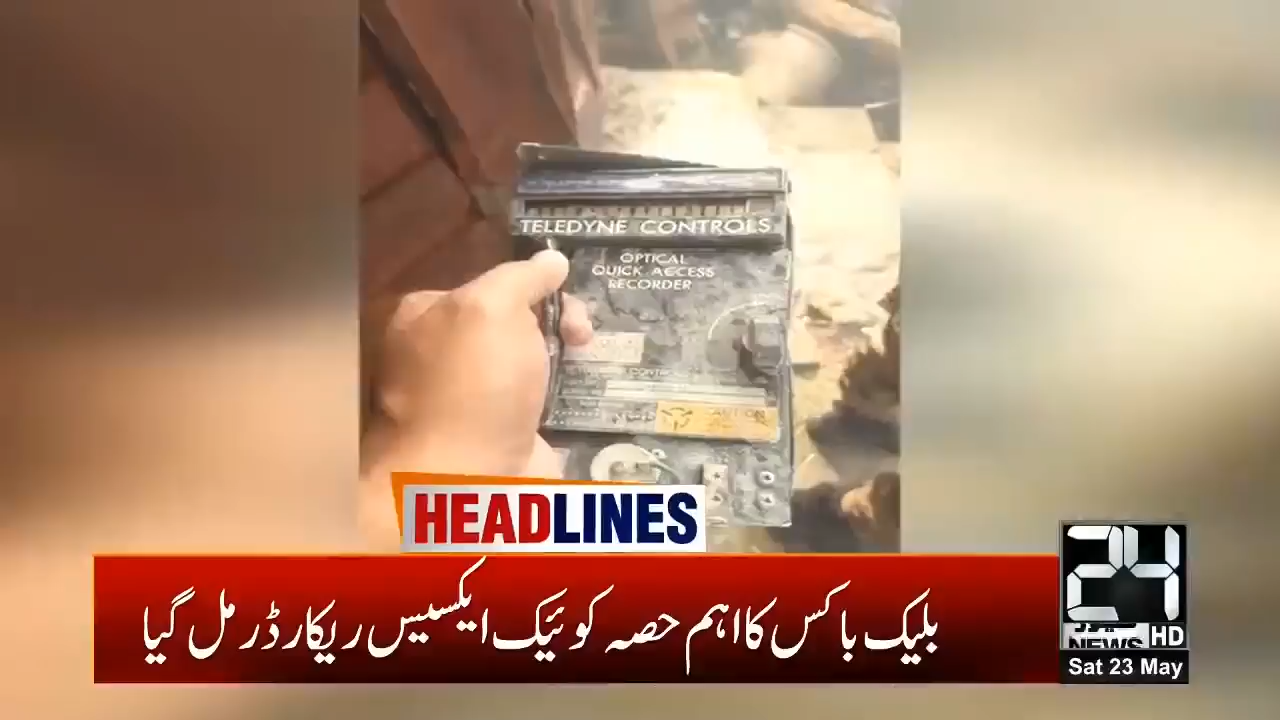 TELEDYNE CONTROLS
OPTICAL
QUICK ACCESS
RECORDER
CAUTION
HEADLINES
بلیک باکس کا اہم حصہ کوئیک ایکسیس ریکارڈر مل گیا
24
NEWS HD
Sat 23 May